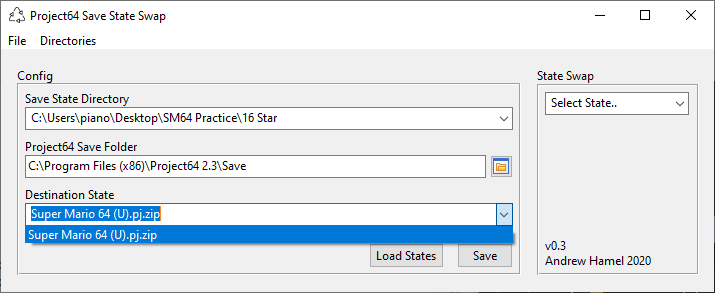 Project64 Save State Swap
File Directories
Config
Save State Directory
C:\Users\piano\Desktop\SM64 Practice\16 Star
Project64 Save Folder
C:\Program Files (x86)\Project64 2.3\Save
Destination State
Super Mario 64 (U).pj.zip
Super Mario 64 (U).pj.zip
Load States Save
State Swap
Select State..
v0.3
Andrew Hamel 2020